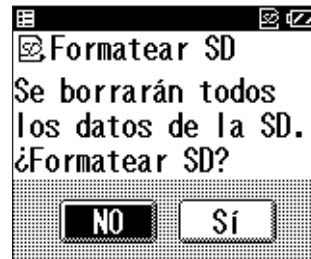 Formatear SD
Se borrarán todos
los datos de la SD.
¿Formatear SD?
NO
Sí